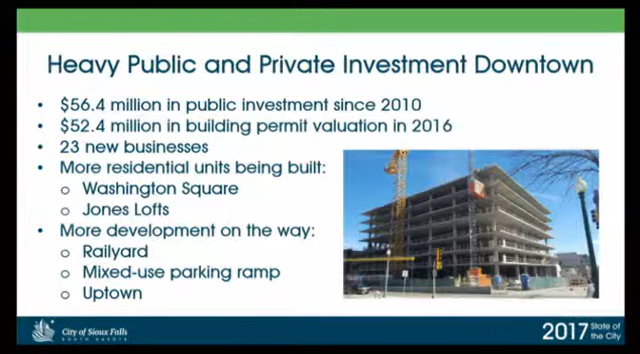 Heavy Public and Private Investment Downtown
• $56.4 million in public investment since 2010
• $52.4 million in building permit valuation in 2016
• 23 new businesses
• More residential units being built:
o Washington Square
o Jones Lofts
• More development on the way:
o Railyard
o Mixed-use parking ramp
o Uptown
City of Sioux Falls
SOUTH DAKOTA
2017 State of
the City